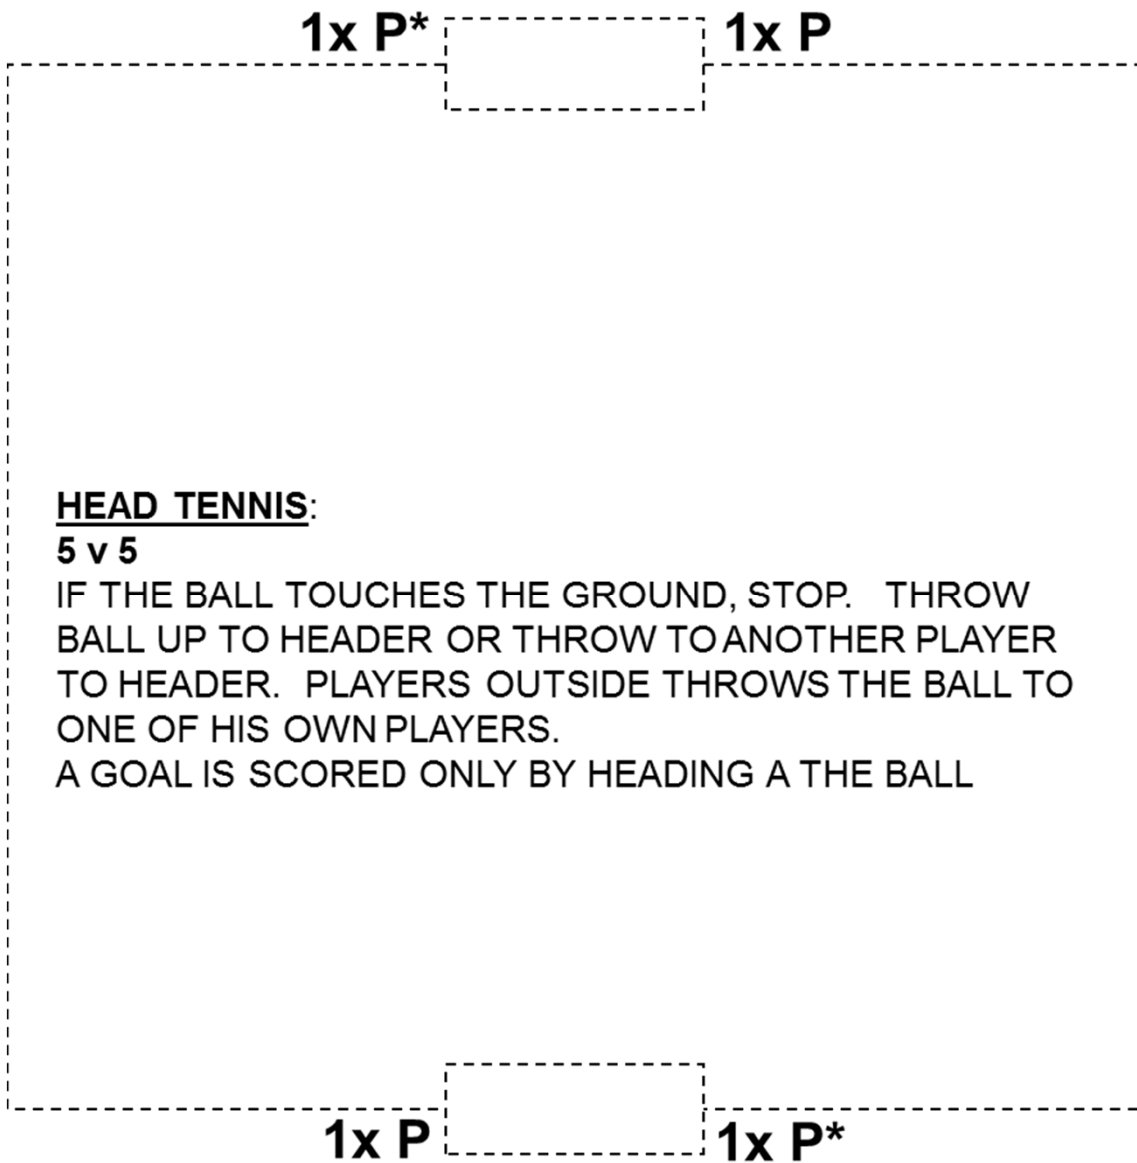 1x P* 1x P
HEAD TENNIS:
5 v 5
IF THE BALL TOUCHES THE GROUND, STOP. THROW
BALL UP TO HEADER OR THROW TO ANOTHER PLAYER
TO HEADER. PLAYERS OUTSIDE THROWS THE BALL TO
ONE OF HIS OWN PLAYERS.
A GOAL IS SCORED ONLY BY HEADING A THE BALL
1x P 1x P*